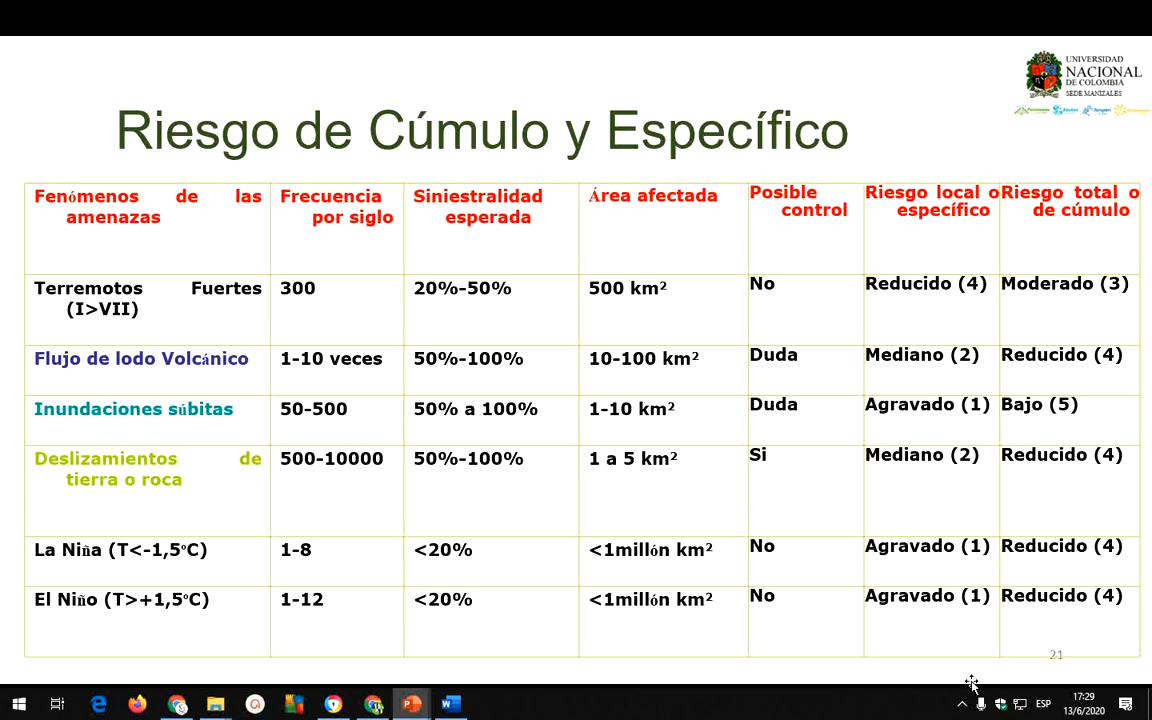 UNIVERSIDAD
NACIONAL
DE COLOMBIA
SEDE MANIZALES
Riesgo de Cúmulo y Específico
Fenómenos de las
amenazas
Frecuencia
por siglo
Siniestralidad
esperada
Área afectada
Posible
control
Riesgo local o
específico
Riesgo total o
de cúmulo
Terremotos Fuertes
(I>VII)
300
20%-50%
500 km²
No
Reducido (4)
Moderado (3)
Flujo de lodo Volcánico
1-10 veces
50%-100%
10-100 km²
Duda
Mediano (2)
Reducido (4)
Inundaciones súbitas
50-500
50% a 100%
1-10 km²
Duda
Agravado (1)
Bajo (5)
Deslizamientos de
tierra o roca
500-10000
50%-100%
1 a 5 km²
Si
Mediano (2)
Reducido (4)
La Niña (T<-1,5ºC)
1-8
<20%
<1millón km²
No
Agravado (1)
Reducido (4)
El Niño (T>+1,5ºC)
1-12
<20%
<1millón km²
No
Agravado (1)
Reducido (4)
21
ESP
17:29
13/6/2020